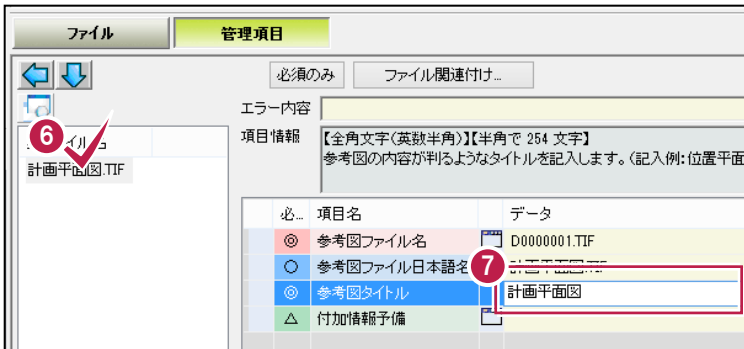 ファイル
管理項目
必須のみ
ファイル関連付け...
エラー内容
項目情報
【全角文字(英数半角)】【半角で 254 文字】
参考図の内容が判るようなタイトルを記入します。(記入例:位置平面
6
計画平面図.TIF
必...
項目名
データ
◎
参考図ファイル名
D0000001.TIF
○
参考図ファイル日本語名
7
◎
参考図タイトル
計画平面図
△
付加情報予備